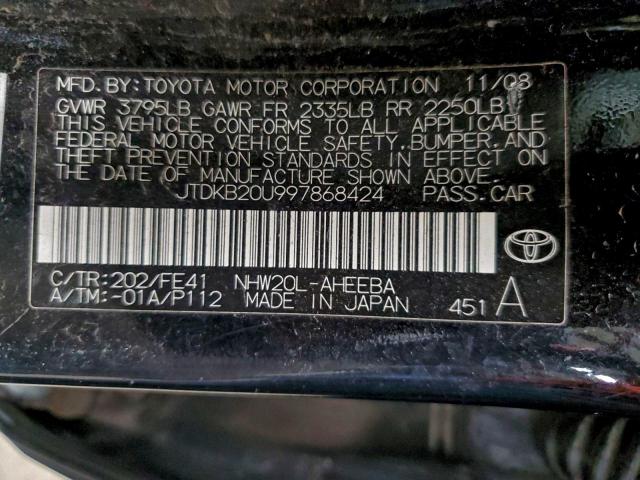 MFD. BY: TOYOTA MOTOR CORPORATION 11/08
GVWR 3795LB GAWR FR 2335LB RR 2250LB
THIS VEHICLE CONFORMS TO ALL APPLICABLE
FEDERAL MOTOR VEHICLE SAFETY, BUMPER, AND
THEFT PREVENTION STANDARDS IN EFFECT ON
THE DATE OF MANUFACTURE SHOWN ABOVE.
JTDKB20U997868424 PASS. CAR
C/TR: 202/FE41 NHW20L-AHEEBA
A/TM: -01A/P112 MADE IN JAPAN 451 A